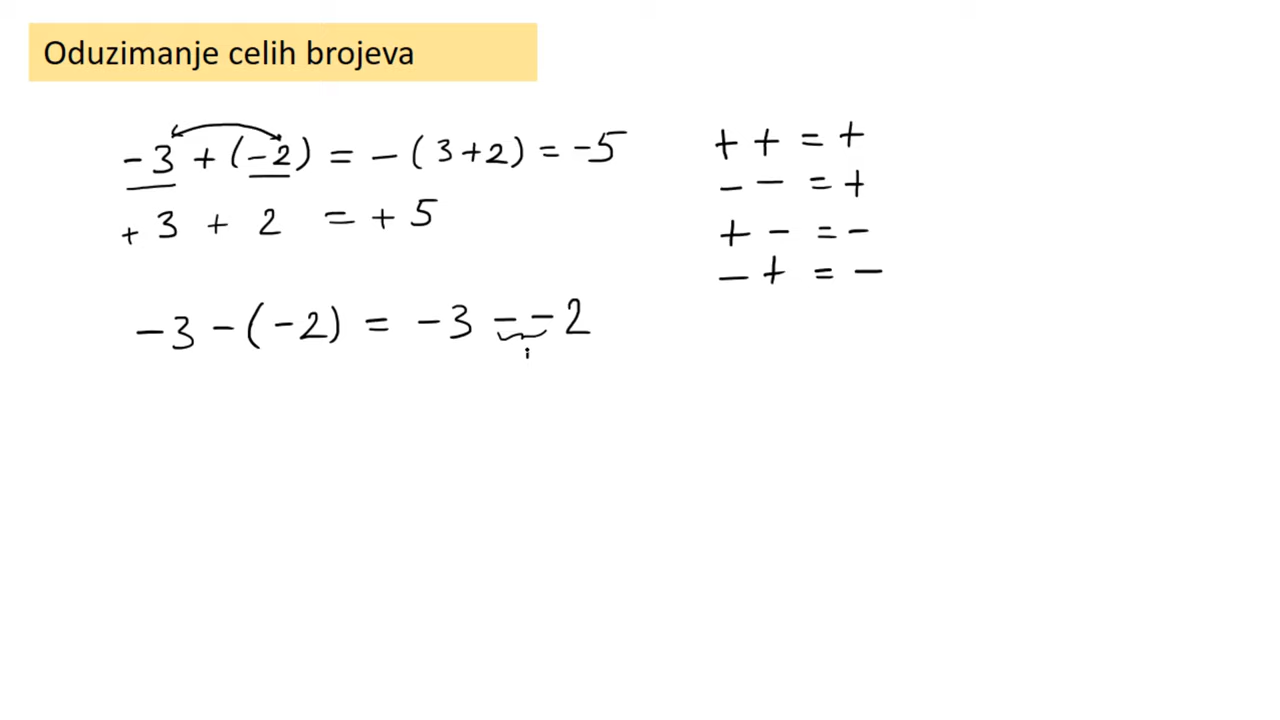 Oduzimanje celih brojeva
-3 + (-2) = - (3+2) = -5
+ 3 + 2 = + 5
-3 - (-2) = -3 - - 2
+ + = +
- - = +
+ - = -
- + = -